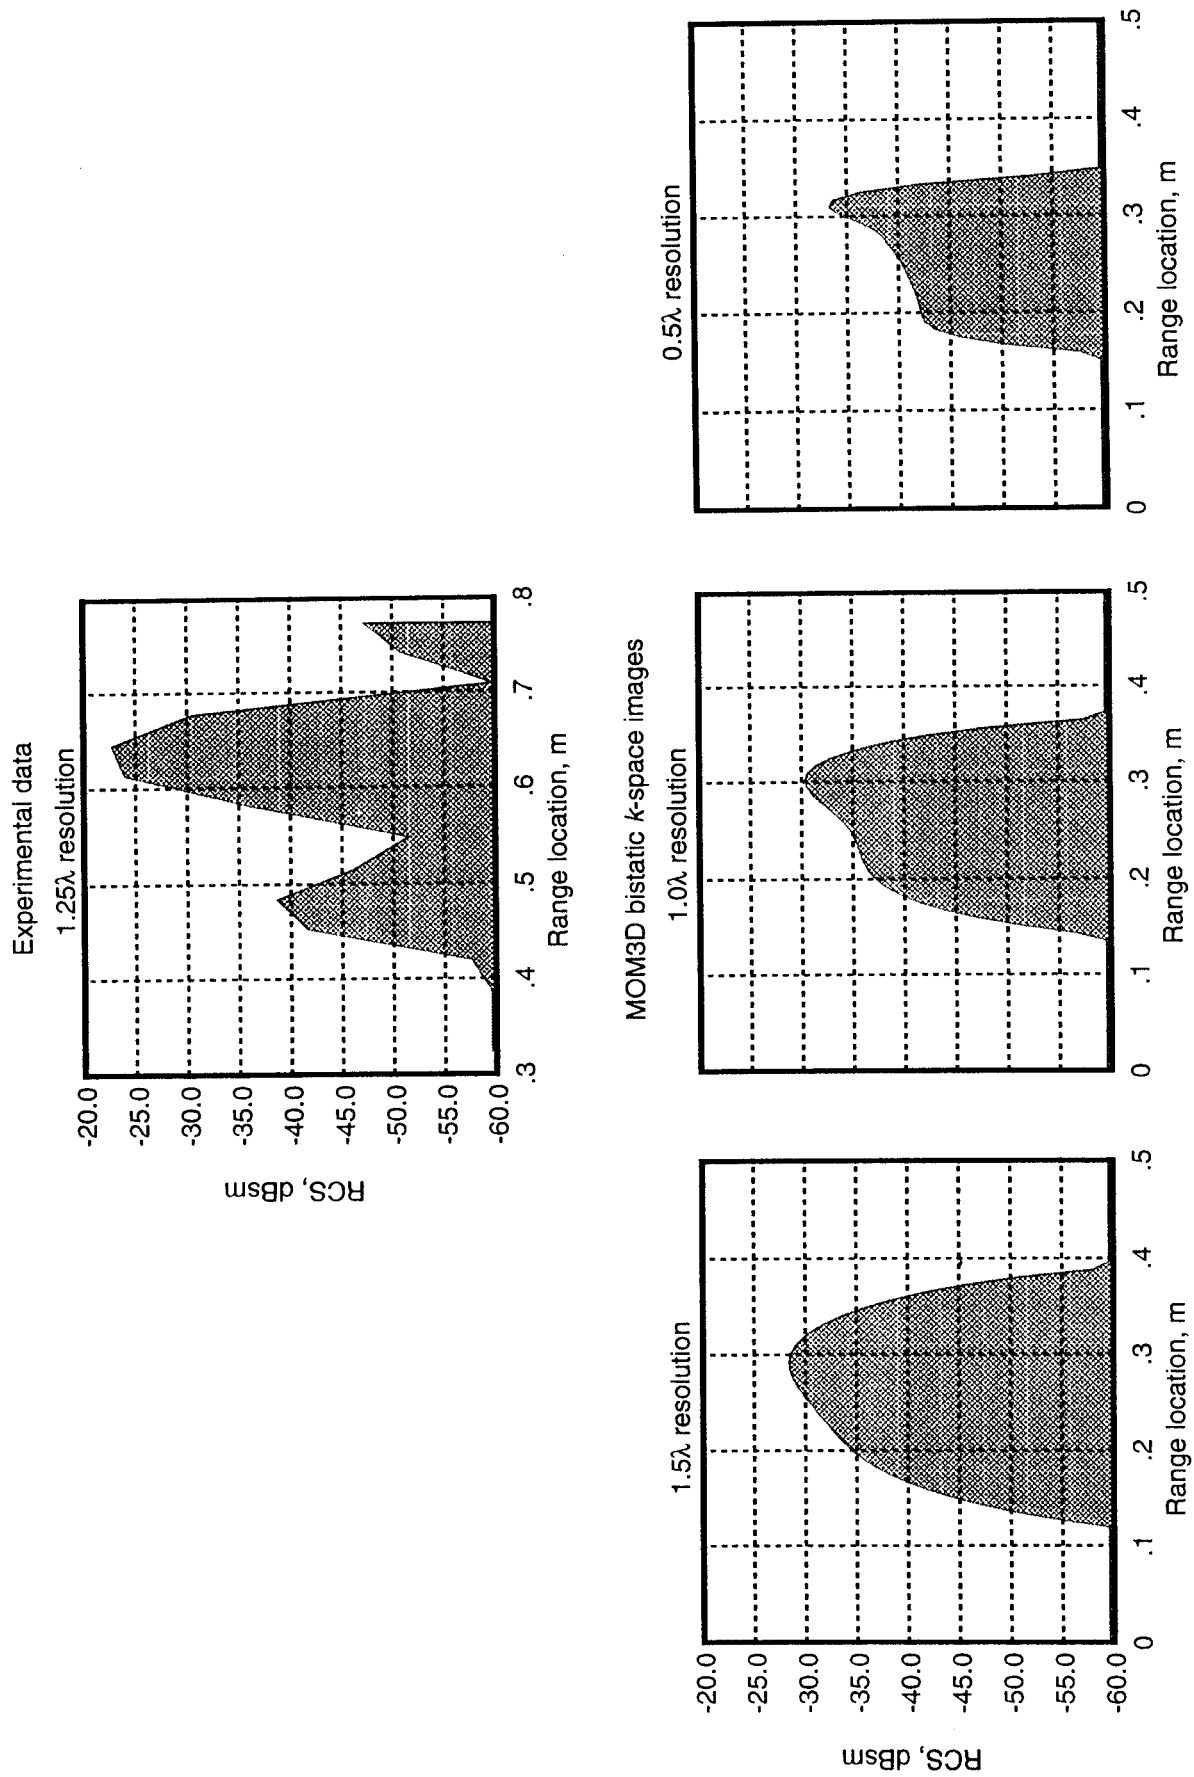 Experimental data
1.25λ resolution
-20.0
-25.0
-30.0
-35.0
-40.0
-45.0
-50.0
-55.0
-60.0
RCS, dBsm
.3 .4 .5 .6 .7 .8
Range location, m
MOM3D bistatic k-space images
1.5λ resolution
-20.0
-25.0
-30.0
-35.0
-40.0
-45.0
-50.0
-55.0
-60.0
RCS, dBsm
0 .1 .2 .3 .4 .5
Range location, m
1.0λ resolution
0 .1 .2 .3 .4 .5
Range location, m
0.5λ resolution
0 .1 .2 .3 .4 .5
Range location, m